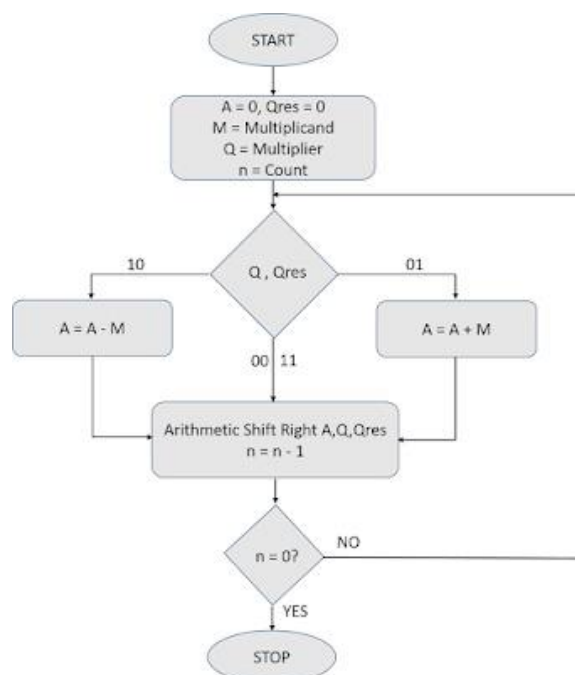 START
A = 0, Qres = 0
M = Multiplicand
Q = Multiplier
n = Count
10
Q , Qres
01
A = A - M
A = A + M
00
11
Arithmetic Shift Right A,Q,Qres
n = n - 1
n = 0?
NO
YES
STOP